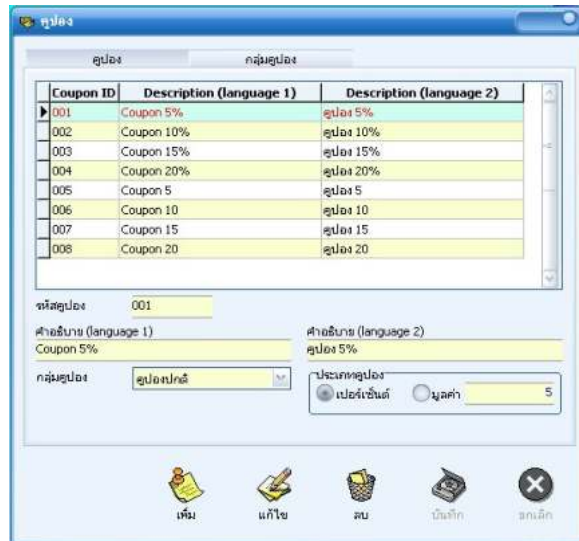 คูปอง
คูปอง กลุ่มคูปอง
Coupon ID Description (language 1) Description (language 2)
001 Coupon 5% คูปอง 5%
002 Coupon 10% คูปอง 10%
003 Coupon 15% คูปอง 15%
004 Coupon 20% คูปอง 20%
005 Coupon 5 คูปอง 5
006 Coupon 10 คูปอง 10
007 Coupon 15 คูปอง 15
008 Coupon 20 คูปอง 20
รหัสคูปอง 001
คำอธิบาย (language 1) คำอธิบาย (language 2)
Coupon 5% คูปอง 5%
กลุ่มคูปอง คูปองปกติ ประเภทคูปอง
เปอร์เซ็นต์ มูลค่า 5
เพิ่ม แก้ไข ลบ บันทึก ยกเลิก